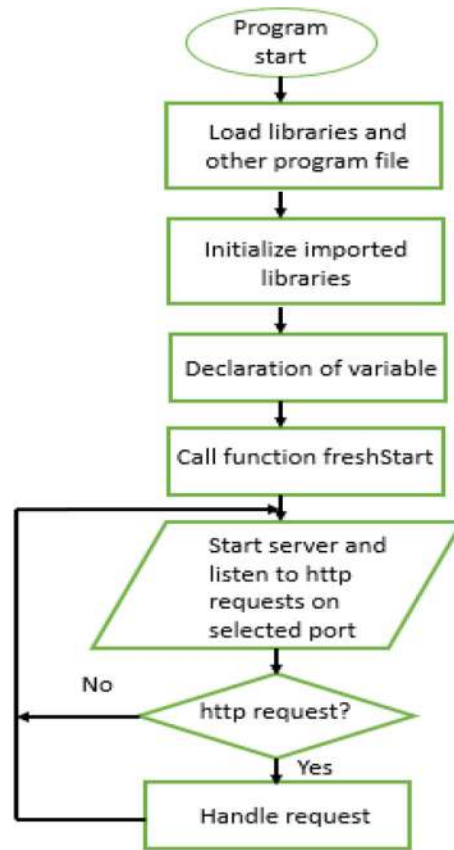 Program
start
Load libraries and
other program file
Initialize imported
libraries
Declaration of variable
Call function freshStart
Start server and
listen to http
requests on
selected port
No
http request?
Yes
Handle request